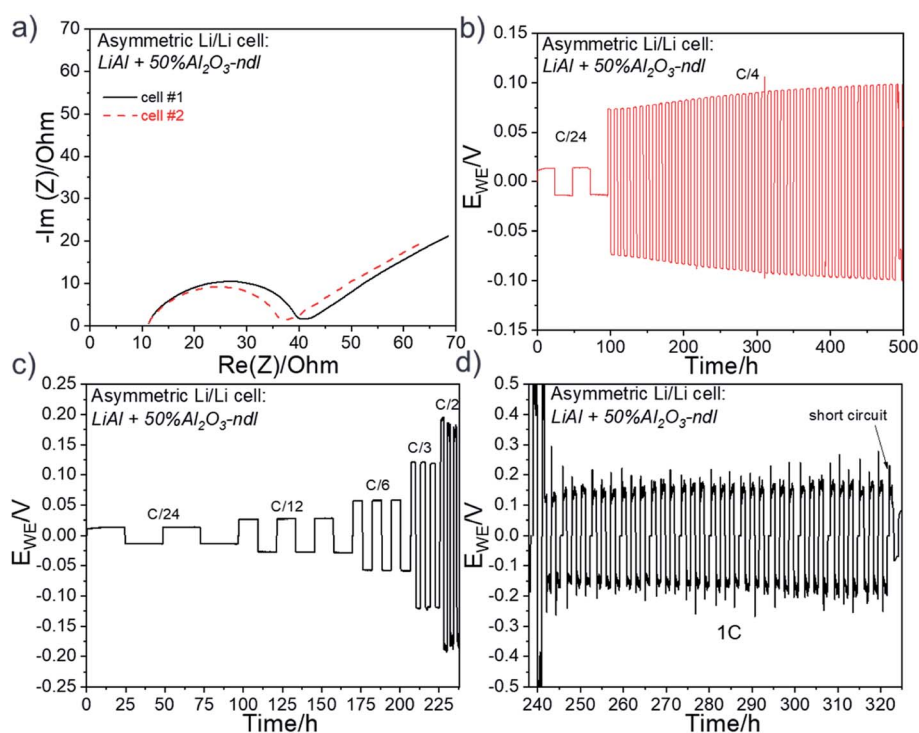 a)
Asymmetric Li/Li cell:
LiAl + 50%Al₂O₃-ndl
cell #1
cell #2
-Im (Z)/Ohm
70
60
50
40
30
20
10
0
0 10 20 30 40 50 60 70
Re(Z)/Ohm
b)
Asymmetric Li/Li cell:
LiAl + 50%Al₂O₃-ndl
C/4
C/24
E_WE/V
0.15
0.10
0.05
0.00
-0.05
-0.10
-0.15
0 100 200 300 400 500
Time/h
c)
Asymmetric Li/Li cell:
LiAl + 50%Al₂O₃-ndl
C/2
C/3
C/6
C/12
C/24
E_WE/V
0.25
0.20
0.15
0.10
0.05
0.00
-0.05
-0.10
-0.15
-0.20
-0.25
0 25 50 75 100 125 150 175 200 225
Time/h
d)
Asymmetric Li/Li cell:
LiAl + 50%Al₂O₃-ndl
short circuit
1C
E_WE/V
0.5
0.4
0.3
0.2
0.1
0.0
-0.1
-0.2
-0.3
-0.4
-0.5
240 250 260 270 280 290 300 310 320
Time/h